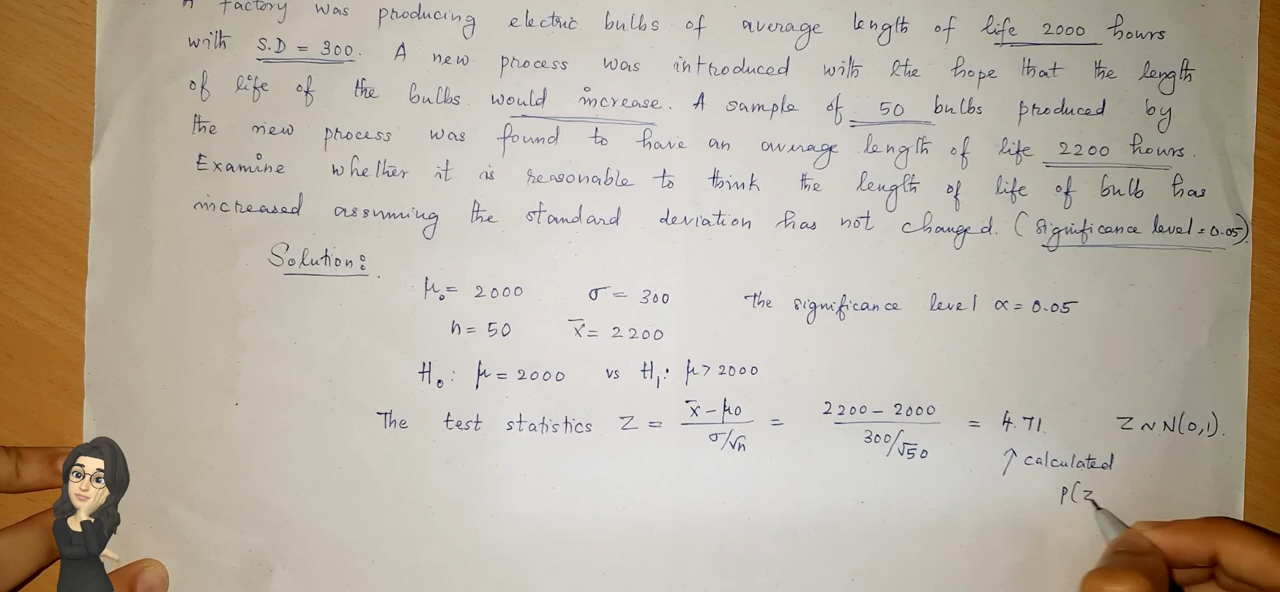 A factory was producing electric bulbs of average length of life 2000 hours
with S.D = 300. A new process was introduced with the hope that the length
of life of the bulbs would increase. A sample of 50 bulbs produced by
the new process was found to have an average length of life 2200 hours.
Examine whether it is reasonable to think the length of life of bulb has
increased assuming the standard deviation has not changed. (Significance level = 0.05)
Solution:
μ₀ = 2000 σ = 300 The significance level α = 0.05
n = 50 x̄ = 2200
H₀: μ = 2000 vs H₁: μ > 2000
The test statistics Z = (x̄ - μ₀)/(σ/√n) = (2200 - 2000)/(300/√50) = 4.71. Z ~ N(0,1).
↑ calculated
P(Z